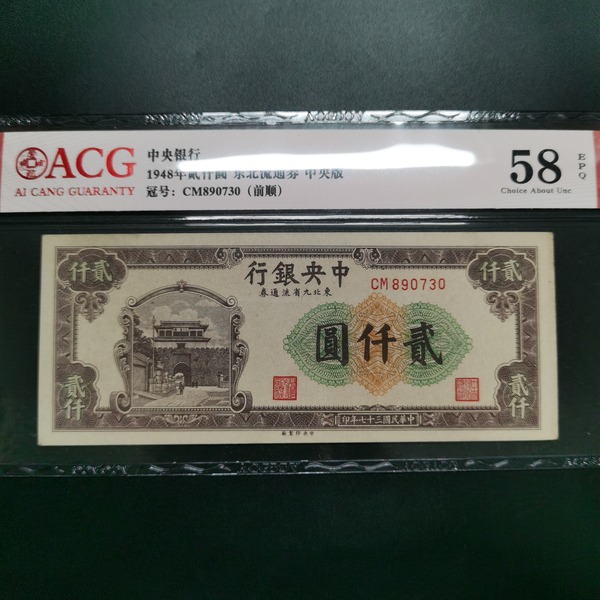 ACG
AI CANG GUARANTY
中央银行
1948年贰仟圆 东北流通券 中央版
冠号：CM890730（前顺）
58
EPQ
Choice About Unc
貳仟
貳仟
行銀央中
CM 890730
券通流省九北東
圓仟貳
貳仟
貳仟
印年七十三國民華中